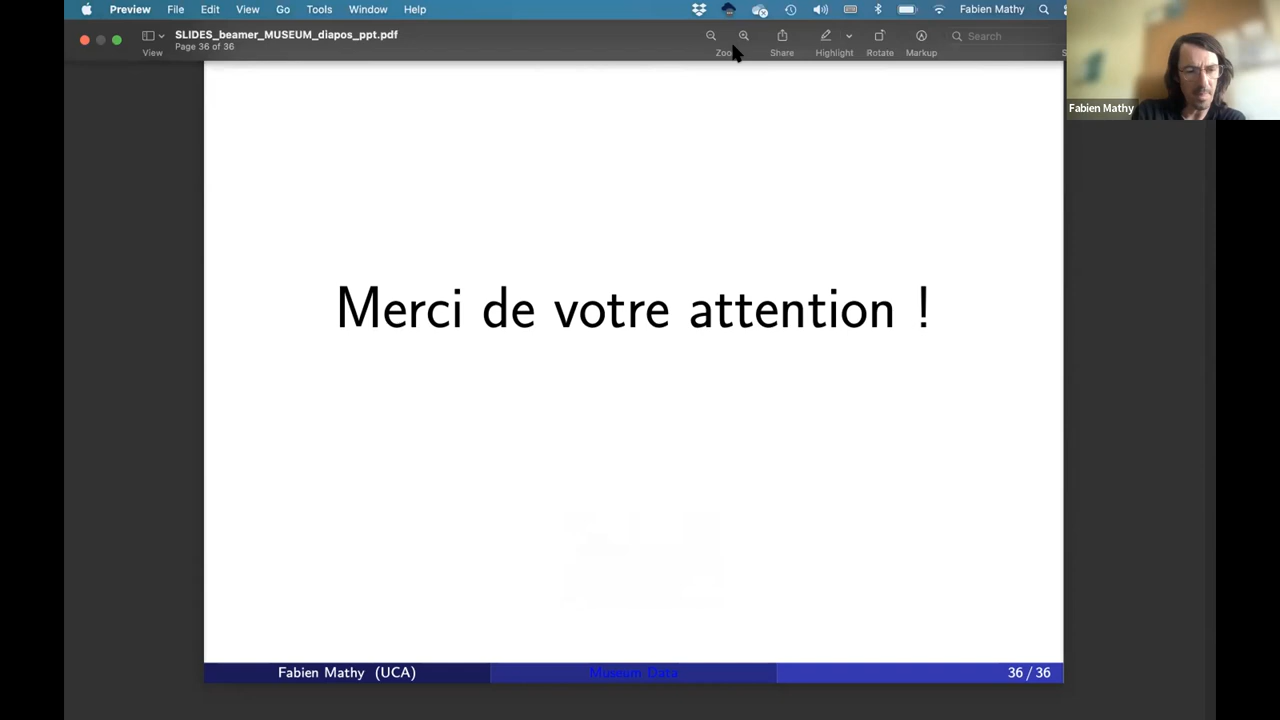 Preview File Edit View Go Tools Window Help Fabien Mathy
SLIDES_beamer_MUSEUM_diapos_ppt.pdf
Page 36 of 36
Search
View Share Highlight Rotate Markup
Fabien Mathy
Merci de votre attention !
Fabien Mathy (UCA) Museum Data 36 / 36